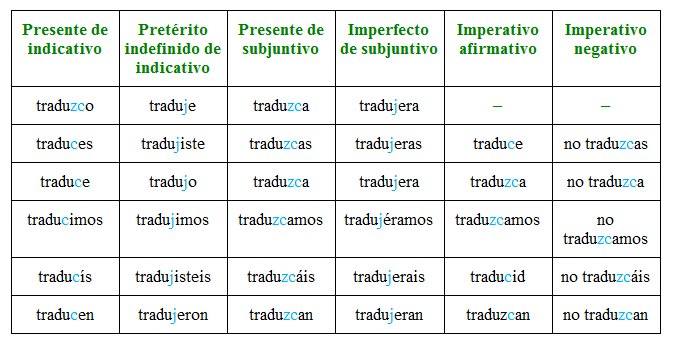 Presente de indicativo Pretérito indefinido de indicativo Presente de subjuntivo Imperfecto de subjuntivo Imperativo afirmativo Imperativo negativo
traduzco traduje traduzca tradujera – –
traduces tradujiste traduzcas tradujeras traduce no traduzcas
traduce tradujo traduzca tradujera traduzca no traduzca
traducimos tradujimos traduzcamos tradujéramos traduzcamos no traduzcamos
traducís tradujisteis traduzcáis tradujerais traducid no traduzcáis
traducen tradujeron traduzcan tradujeran traduzcan no traduzcan